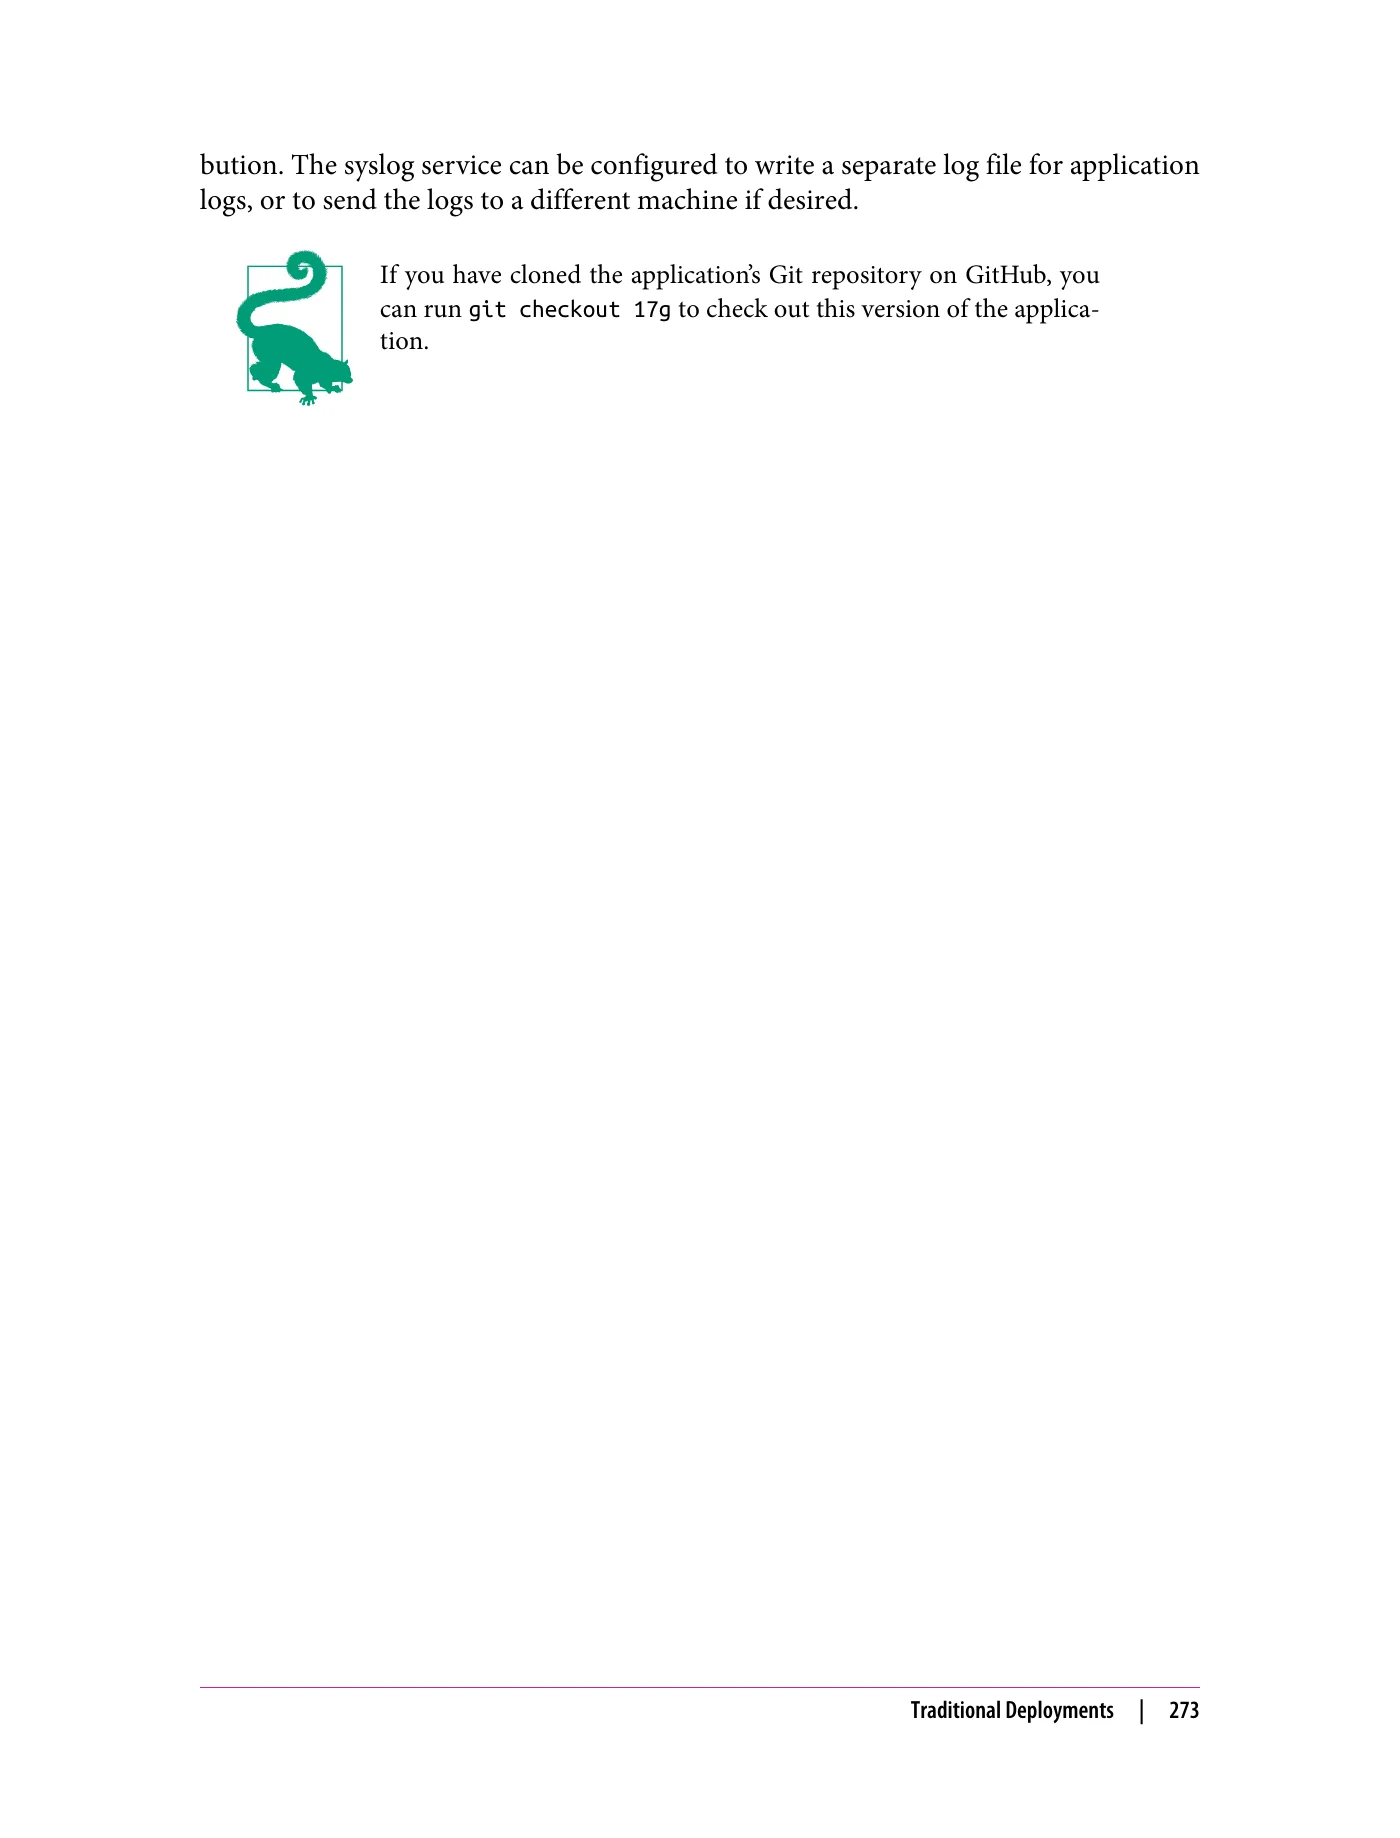 bution. The syslog service can be configured to write a separate log file for application
logs, or to send the logs to a different machine if desired.
If you have cloned the application’s Git repository on GitHub, you
can run git checkout 17g to check out this version of the applica-
tion.
Traditional Deployments | 273